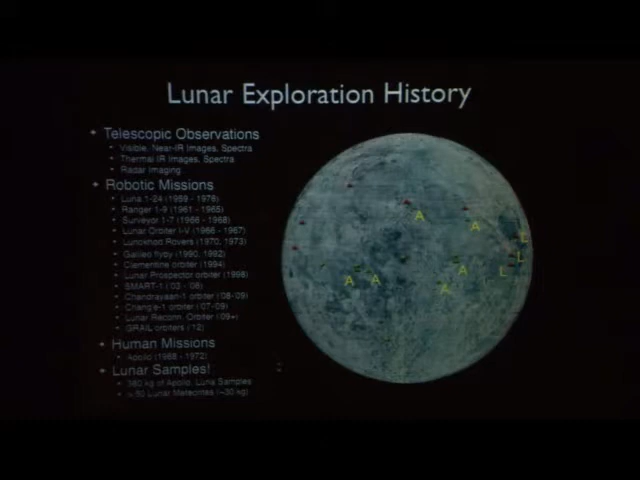 Lunar Exploration History
Telescopic Observations
Visible, Near-IR Images, Spectra
Thermal IR Images, Spectra
Radar Imaging
Robotic Missions
Luna 1-24 (1959 - 1976)
Ranger 1-9 (1961 - 1965)
Surveyor 1-7 (1966 - 1968)
Lunar Orbiter I-V (1966 - 1967)
Lunokhod Rovers (1970, 1973)
Galileo flyby (1990, 1992)
Clementine orbiter (1994)
Lunar Prospector orbiter (1998)
SMART-1 ('03 - '06)
Chandrayaan-1 orbiter ('08-'09)
Chang'e-1 orbiter ('07-'09)
Lunar Reconn. Orbiter ('09+)
GRAIL orbiters ('12)
Human Missions
Apollo (1968 - 1972)
Lunar Samples!
380 kg of Apollo, Luna Samples
>50 Lunar Meteorites (~30 kg)
A
A
L
L
A
L
A
A
A